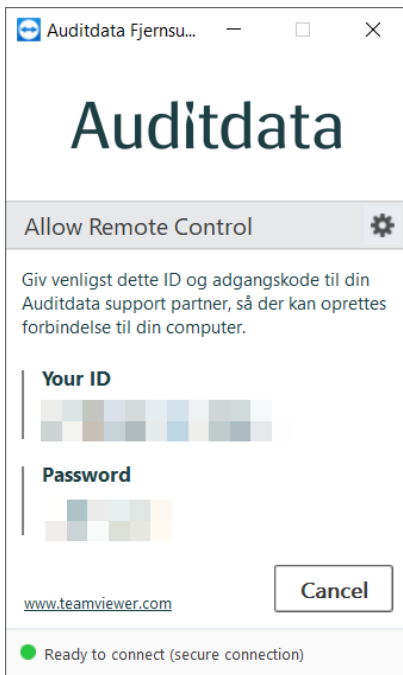 Auditdata Fjernsu...
Auditdata
Allow Remote Control
Giv venligst dette ID og adgangskode til din
Auditdata support partner, så der kan oprettes
forbindelse til din computer.
Your ID
Password
www.teamviewer.com
Cancel
Ready to connect (secure connection)